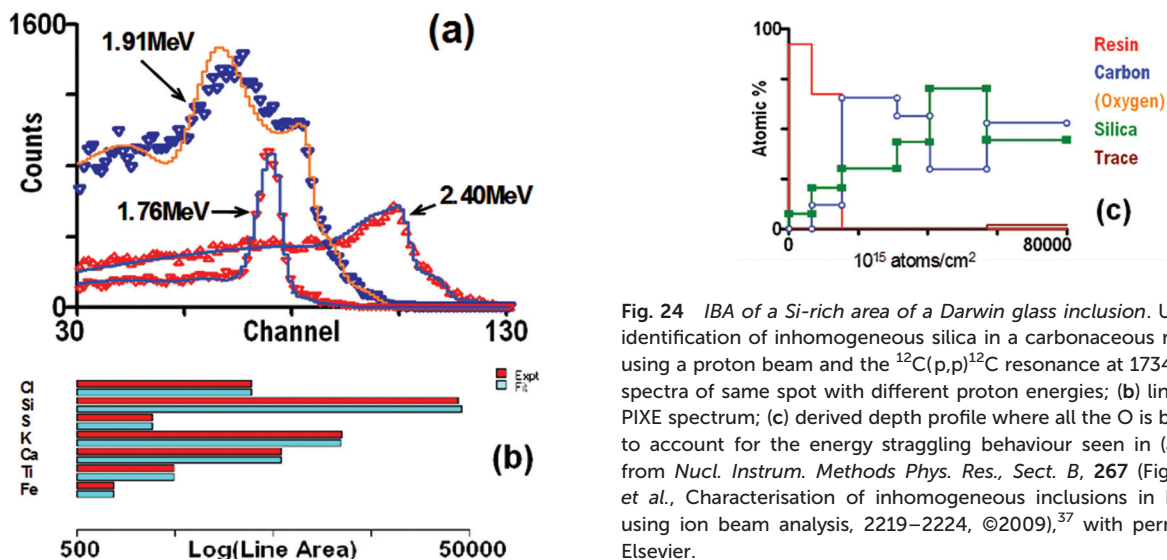 1600
(a)
1.91MeV
Counts
1.76MeV
2.40MeV
0
30
Channel
130
Expt
Fit
Cl
Si
S
K
Ca
Ti
Fe
(b)
500
Log(Line Area)
50000
100
Atomic %
0
Resin
Carbon
(Oxygen)
Silica
Trace
(c)
0
80000
10¹⁵ atoms/cm²
Fig. 24 IBA of a Si-rich area of a Darwin glass inclusion.
identification of inhomogeneous silica in a carbonaceous
using a proton beam and the ¹²C(p,p)¹²C resonance at 1734
spectra of same spot with different proton energies; (b)
PIXE spectrum; (c) derived depth profile where all the O is
to account for the energy straggling behaviour seen in
from Nucl. Instrum. Methods Phys. Res., Sect. B, 267
et al., Characterisation of inhomogeneous inclusions in
using ion beam analysis, 2219–2224, ©2009),³⁷ with
Elsevier.